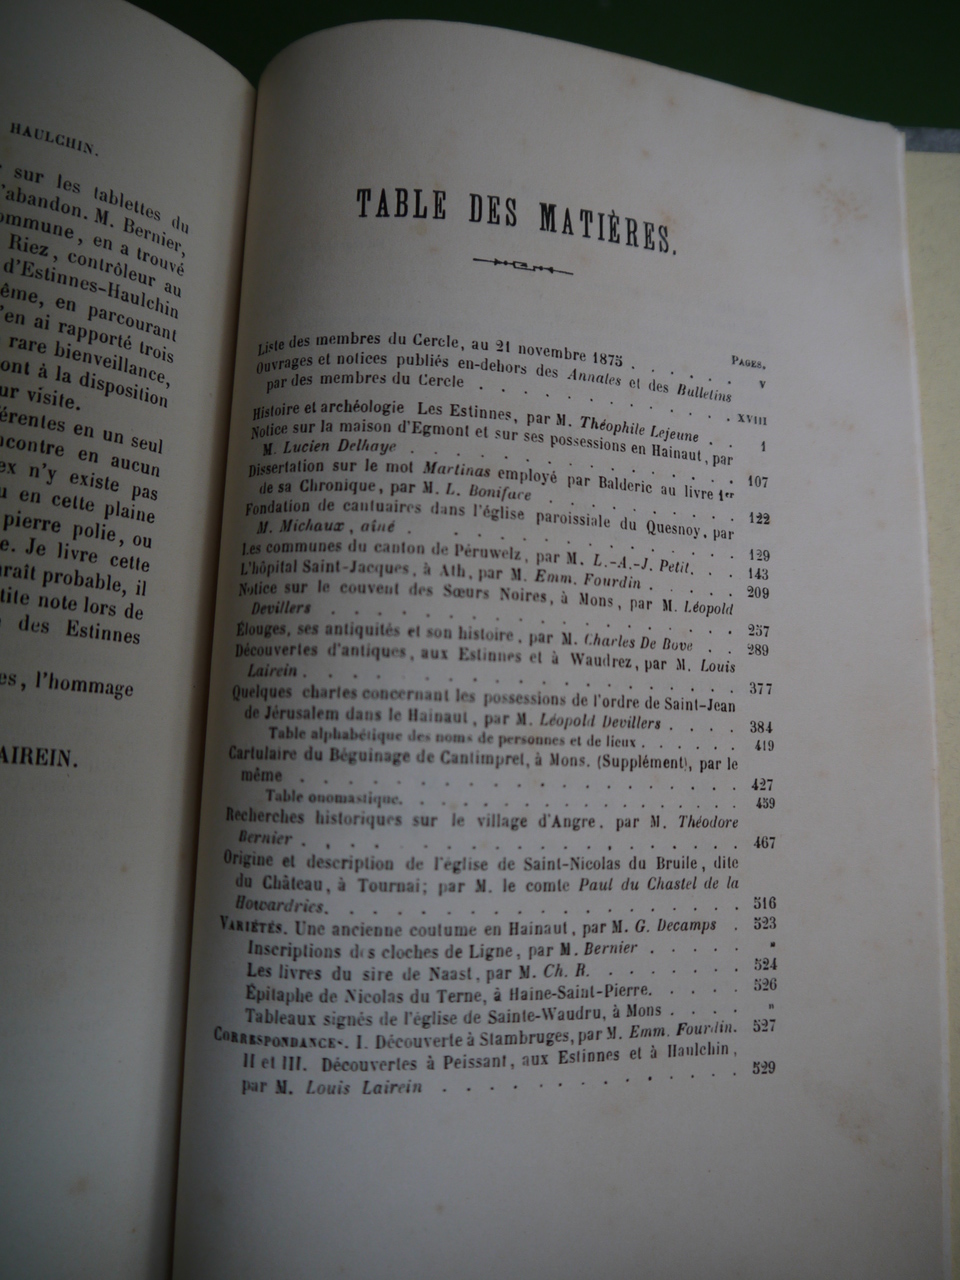 HAULCHIN.
sur les tablettes du
'abandon. M. Bernier,
ommune, en a trouvé
Riez, contrôleur au
d'Estinnes-Haulchin
ême, en parcourant
'en ai rapporté trois
rare bienveillance,
ont à la disposition
ur visite.
érentes en un seul
ncontre en aucun
ex n'y existe pas
u en cette plaine
pierre polie, ou
e. Je livre cette
raît probable, il
tite note lors de
des Estinnes
es, l'hommage
AIREIN.
TABLE DES MATIÈRES.
PAGES.
Liste des membres du Cercle, au 21 novembre 1875 . . . . . . V
Ouvrages et notices publiés en-dehors des Annales et des Bulletins
par des membres du Cercle . . . . . . . . . . . . XVIII
Histoire et archéologie Les Estinnes, par M. Théophile Lejeune . . 1
Notice sur la maison d'Egmont et sur ses possessions en Hainaut, par
M. Lucien Delhaye . . . . . . . . . . . . . 107
Dissertation sur le mot Martinas employé par Balderic au livre 1er
de sa Chronique, par M. L. Boniface . . . . . . . . 122
Fondation de cantuaires dans l'église paroissiale du Quesnoy, par
M. Michaux, aîné . . . . . . . . . . . . . 129
Les communes du canton de Péruwelz, par M. L.-A.-J. Petit. . . 143
L'hôpital Saint-Jacques, à Ath, par M. Emm. Fourdin . . . . . 209
Notice sur le couvent des Sœurs Noires, à Mons, par M. Léopold
Devillers . . . . . . . . . . . . . . . 257
Élouges, ses antiquités et son histoire, par M. Charles De Bove . . 289
Découvertes d'antiques, aux Estinnes et à Waudrez, par M. Louis
Lairein . . . . . . . . . . . . . . . . 377
Quelques chartes concernant les possessions de l'ordre de Saint-Jean
de Jérusalem dans le Hainaut, par M. Léopold Devillers . . . . 384
Table alphabétique des noms de personnes et de lieux . . . . . . 419
Cartulaire du Béguinage de Cantimpret, à Mons. (Supplément), par le
même . . . . . . . . . . . . . . . . . 427
Table onomastique. . . . . . . . . . . . . . 459
Recherches historiques sur le village d'Angre, par M. Théodore
Bernier . . . . . . . . . . . . . . . . 467
Origine et description de l'église de Saint-Nicolas du Bruile, dite
du Château, à Tournai; par M. le comte Paul du Chastel de la
Howardries. . . . . . . . . . . . . . . . 516
VARIÉTÉS. Une ancienne coutume en Hainaut, par M. G. Decamps . 523
Inscriptions des cloches de Ligne, par M. Bernier . . . . . "
Les livres du sire de Naast, par M. Ch. R. . . . . . . . 524
Épitaphe de Nicolas du Terne, à Haine-Saint-Pierre. . . . . 526
Tableaux signés de l'église de Sainte-Waudru, à Mons . . . . "
CORRESPONDANCE. I. Découverte à Stambruges, par M. Emm. Fourdin. 527
II et III. Découvertes à Peissant, aux Estinnes et à Haulchin,
par M. Louis Lairein . . . . . . . . . . . . . 529